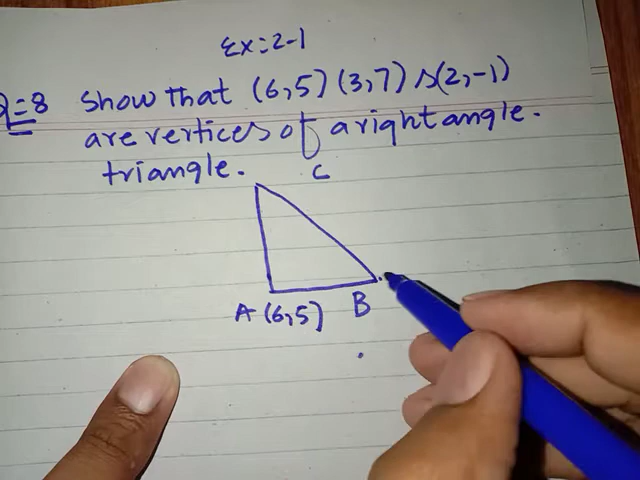 Ex=2-1
Q=8 Show that (6,5) (3,7) & (2,-1)
are vertices of a right angle.
triangle.
C
A (6,5) B